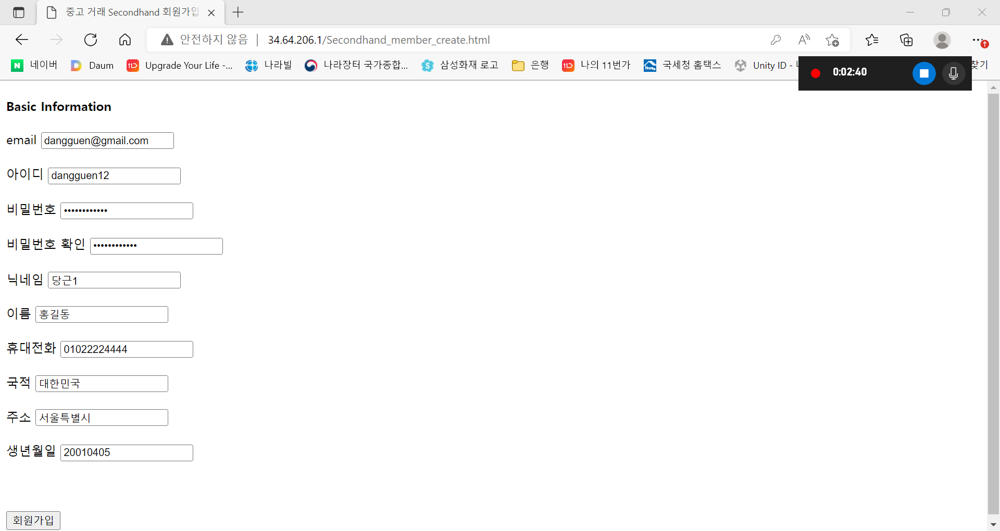 중고 거래 Secondhand 회원가입
안전하지 않음 | 34.64.206.1/Secondhand_member_create.html
네이버 Daum Upgrade Your Life -... 나라빌 나라장터 국가종합... 삼성화재 로고 은행 나의 11번가 국세청 홈택스 Unity ID - 찾기
0:02:40
Basic Information
email dangguen@gmail.com
아이디 dangguen12
비밀번호 ••••••••••••
비밀번호 확인 ••••••••••••
닉네임 당근1
이름 홍길동
휴대전화 01022224444
국적 대한민국
주소 서울특별시
생년월일 20010405
회원가입